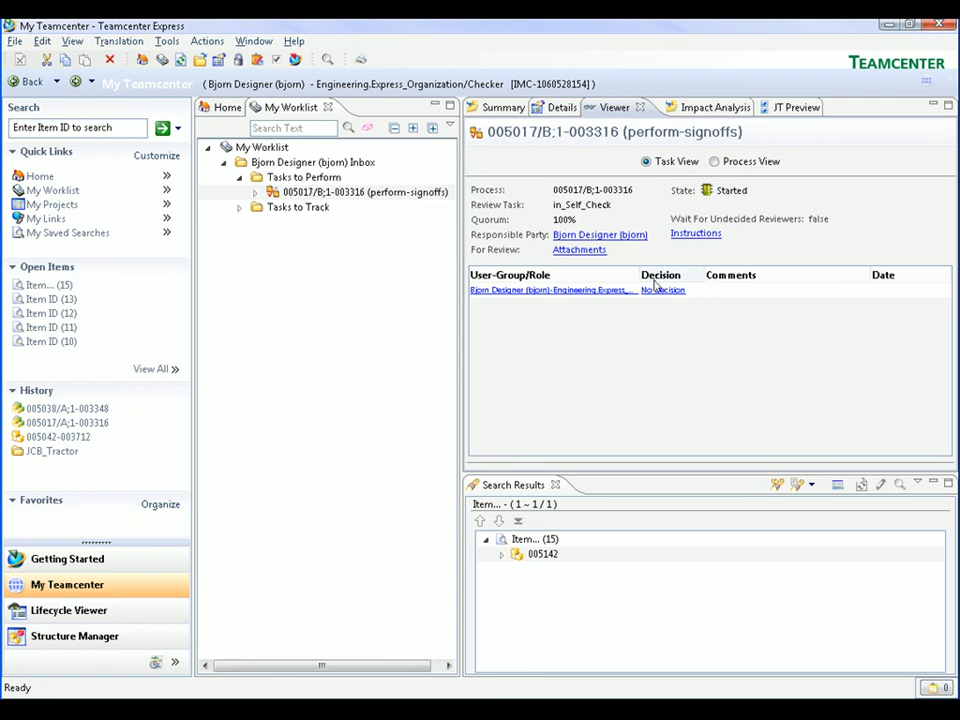 My Teamcenter - Teamcenter Express
File Edit View Translation Tools Actions Window Help
TEAMCENTER
Back My Teamcenter ( Bjorn Designer (bjorn) - Engineering.Express_Organization/Checker [IMC-1060528154] )
Search
Enter Item ID to search
Quick Links Customize
Home
My Worklist
My Projects
My Links
My Saved Searches
Open Items
Item... (15)
Item ID (13)
Item ID (12)
Item ID (11)
Item ID (10)
View All
History
005038/A;1-003348
005017/A;1-003316
005042-003712
JCB_Tractor
Favorites Organize
Getting Started
My Teamcenter
Lifecycle Viewer
Structure Manager
Ready
Home My Worklist
Search Text
My Worklist
Bjorn Designer (bjorn) Inbox
Tasks to Perform
005017/B;1-003316 (perform-signoffs)
Tasks to Track
Summary Details Viewer Impact Analysis JT Preview
005017/B;1-003316 (perform-signoffs)
Task View Process View
Process: 005017/B;1-003316 State: Started
Review Task: in_Self_Check
Quorum: 100% Wait For Undecided Reviewers: false
Responsible Party: Bjorn Designer (bjorn) Instructions
For Review: Attachments
User-Group/Role Decision Comments Date
Bjorn Designer (bjorn)-Engineering.Express_... No Decision
Search Results
Item... - ( 1 ~ 1 / 1 )
Item... (15)
005142
0